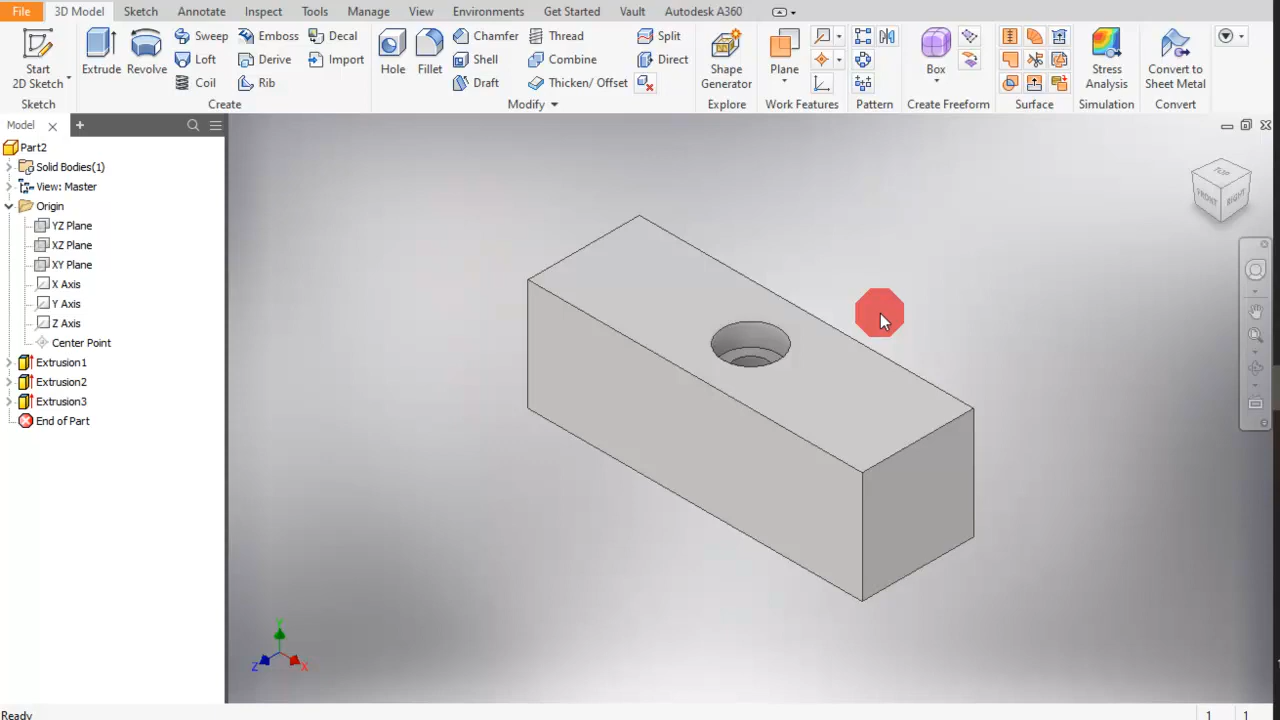 File 3D Model Sketch Annotate Inspect Tools Manage View Environments Get Started Vault Autodesk A360
Start
2D Sketch
Sketch
Extrude
Revolve
Sweep
Loft
Coil
Emboss
Derive
Rib
Decal
Import
Create
Hole
Fillet
Chamfer
Shell
Draft
Thread
Combine
Thicken/ Offset
Split
Direct
Modify
Shape
Generator
Explore
Plane
Work Features
Pattern
Box
Create Freeform
Surface
Stress
Analysis
Simulation
Convert to
Sheet Metal
Convert
Model
Part2
Solid Bodies(1)
View: Master
Origin
YZ Plane
XZ Plane
XY Plane
X Axis
Y Axis
Z Axis
Center Point
Extrusion1
Extrusion2
Extrusion3
End of Part
TOP
FRONT
RIGHT
Y
Z
X
Ready
1 1